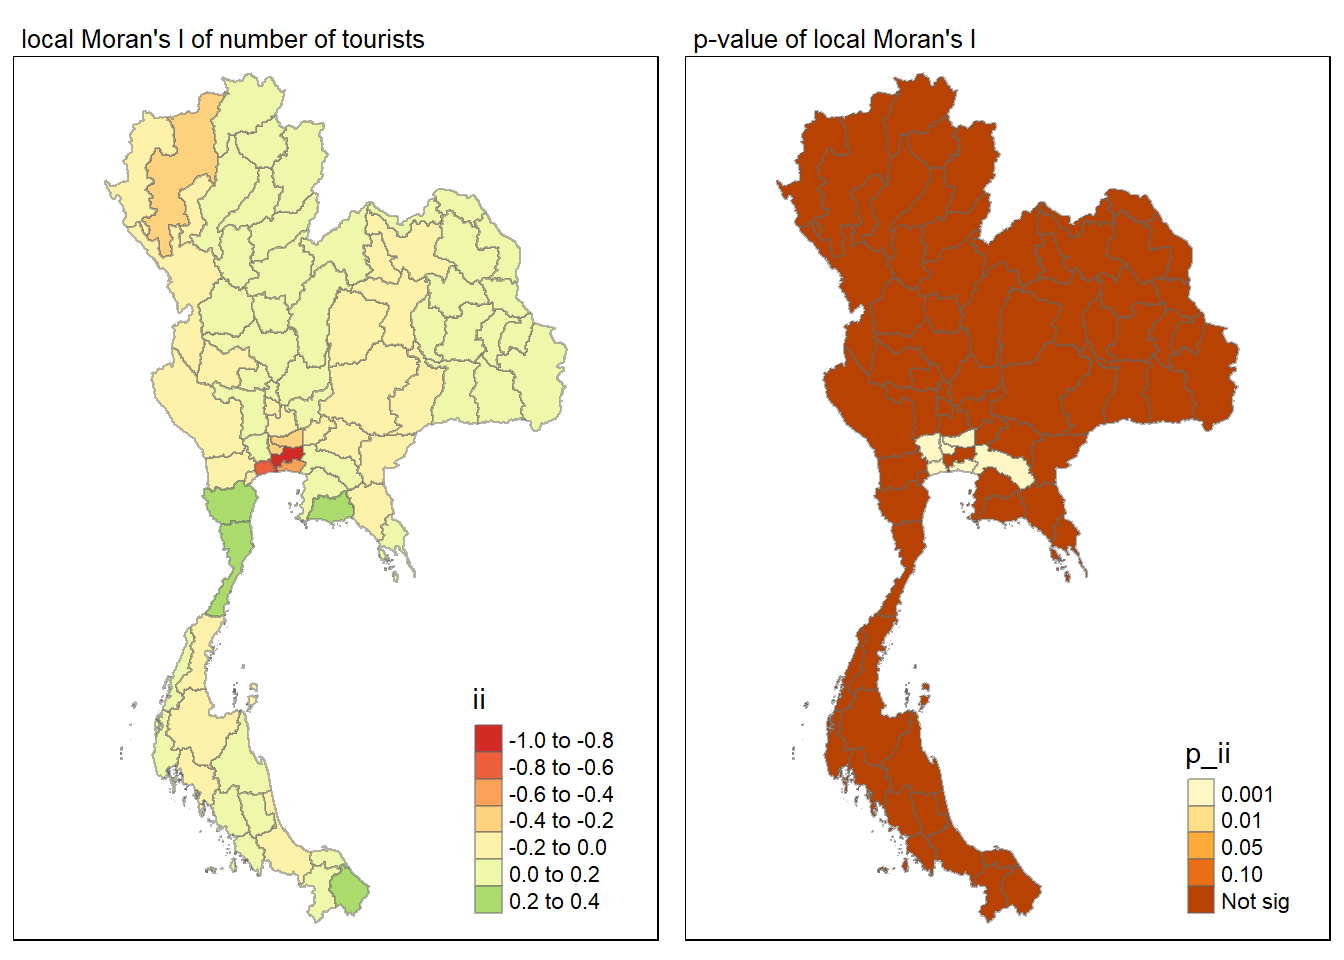 local Moran's I of number of tourists
ii
-1.0 to -0.8
-0.8 to -0.6
-0.6 to -0.4
-0.4 to -0.2
-0.2 to 0.0
0.0 to 0.2
0.2 to 0.4
p-value of local Moran's I
p_ii
0.001
0.01
0.05
0.10
Not sig